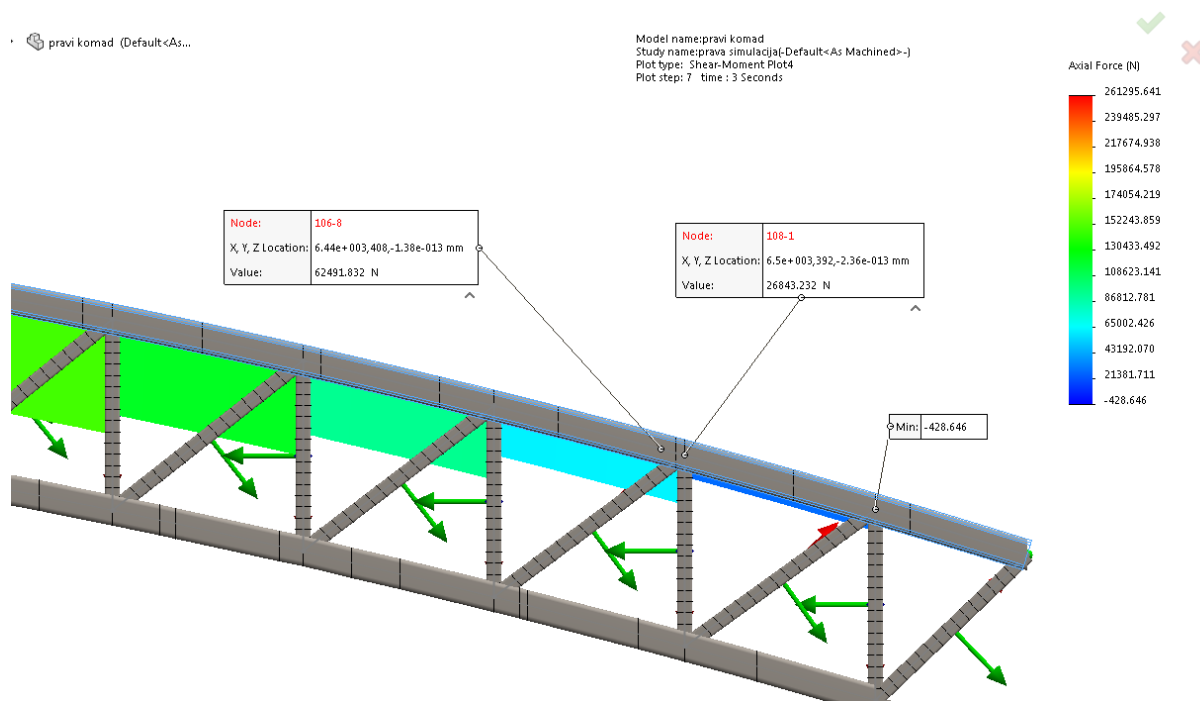 pravi komad (Default<As...
Model name:pravi komad
Study name:prava simulacija(-Default<As Machined>-)
Plot type: Shear-Moment Plot4
Plot step: 7 time : 3 Seconds
Axial Force (N)
261295.641
239485.297
217674.938
195864.578
174054.219
152243.859
130433.492
108623.141
86812.781
65002.426
43192.070
21381.711
-428.646
Node: 106-8
X, Y, Z Location: 6.44e+003,408,-1.38e-013 mm
Value: 62491.832 N
Node: 108-1
X, Y, Z Location: 6.5e+003,392,-2.36e-013 mm
Value: 26843.232 N
Min: -428.646